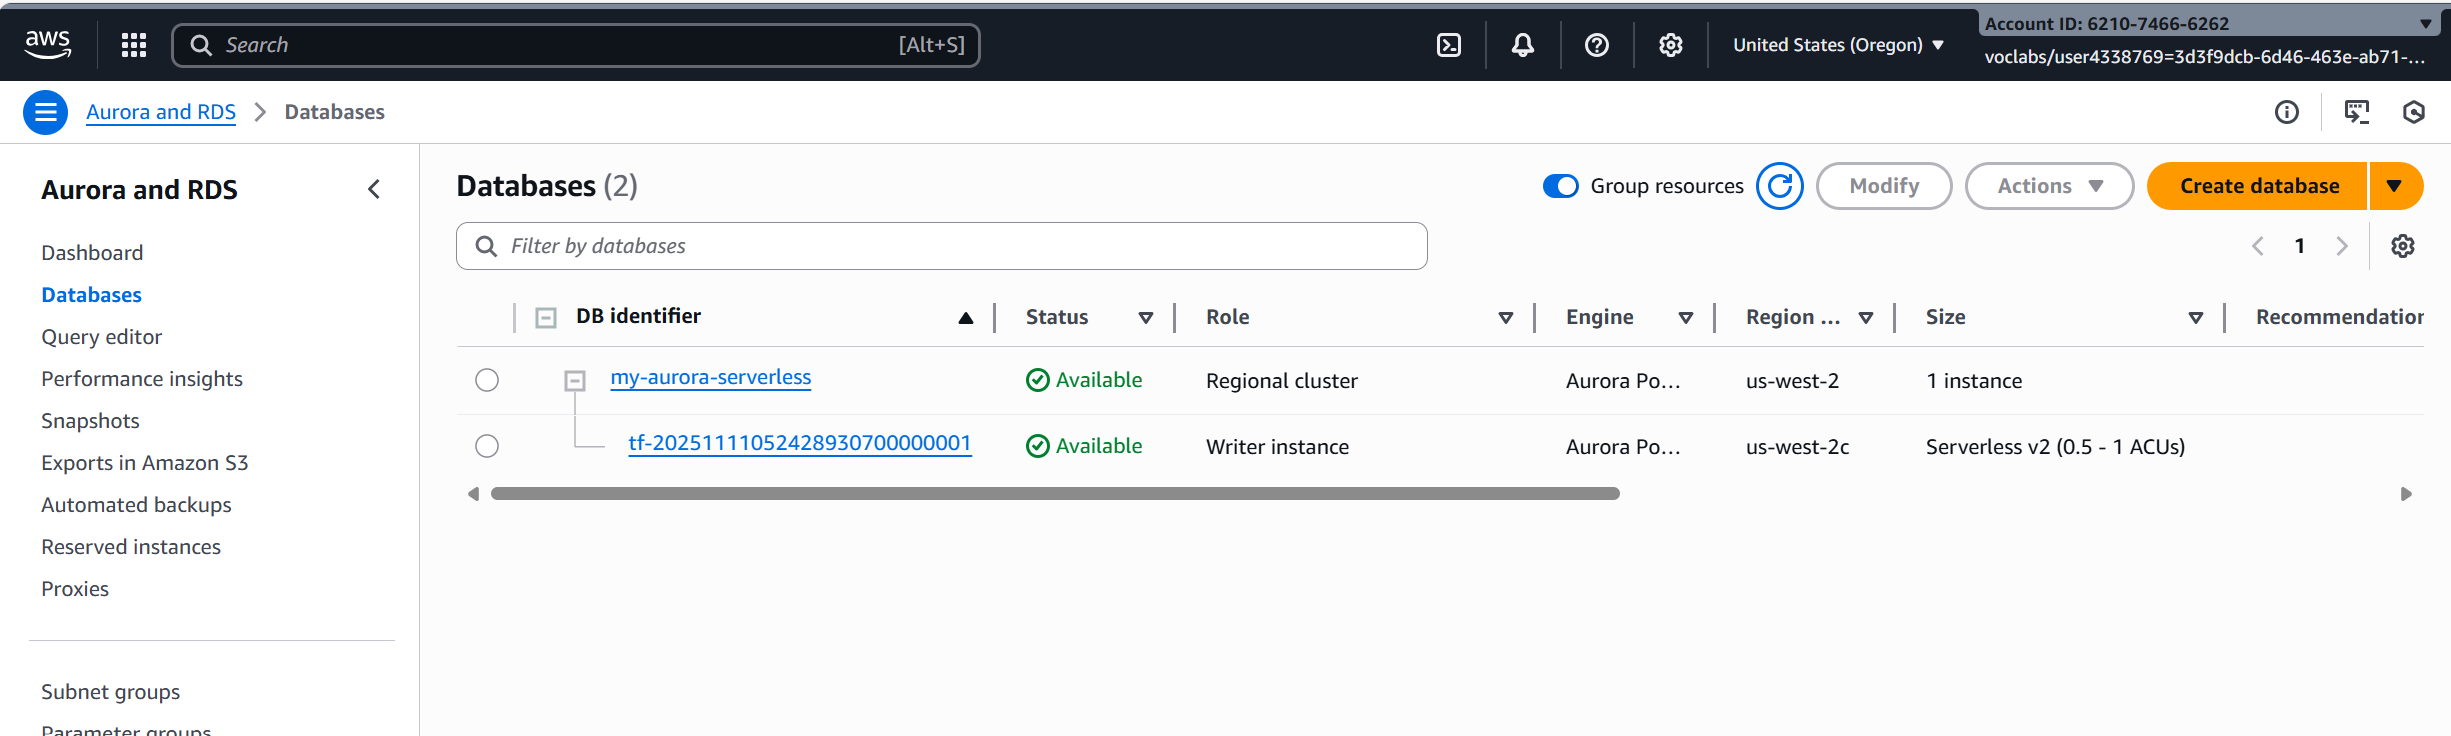 aws
Search [Alt+S]
United States (Oregon)
Account ID: 6210-7466-6262
voclabs/user4338769=3d3f9dcb-6d46-463e-ab71-...
Aurora and RDS > Databases
Aurora and RDS
Dashboard
Databases
Query editor
Performance insights
Snapshots
Exports in Amazon S3
Automated backups
Reserved instances
Proxies
Subnet groups
Parameter groups
Databases (2)
Group resources
Modify
Actions
Create database
Filter by databases
1
DB identifier Status Role Engine Region ... Size Recommendation
my-aurora-serverless Available Regional cluster Aurora Po... us-west-2 1 instance
tf-20251111052428930700000001 Available Writer instance Aurora Po... us-west-2c Serverless v2 (0.5 - 1 ACUs)